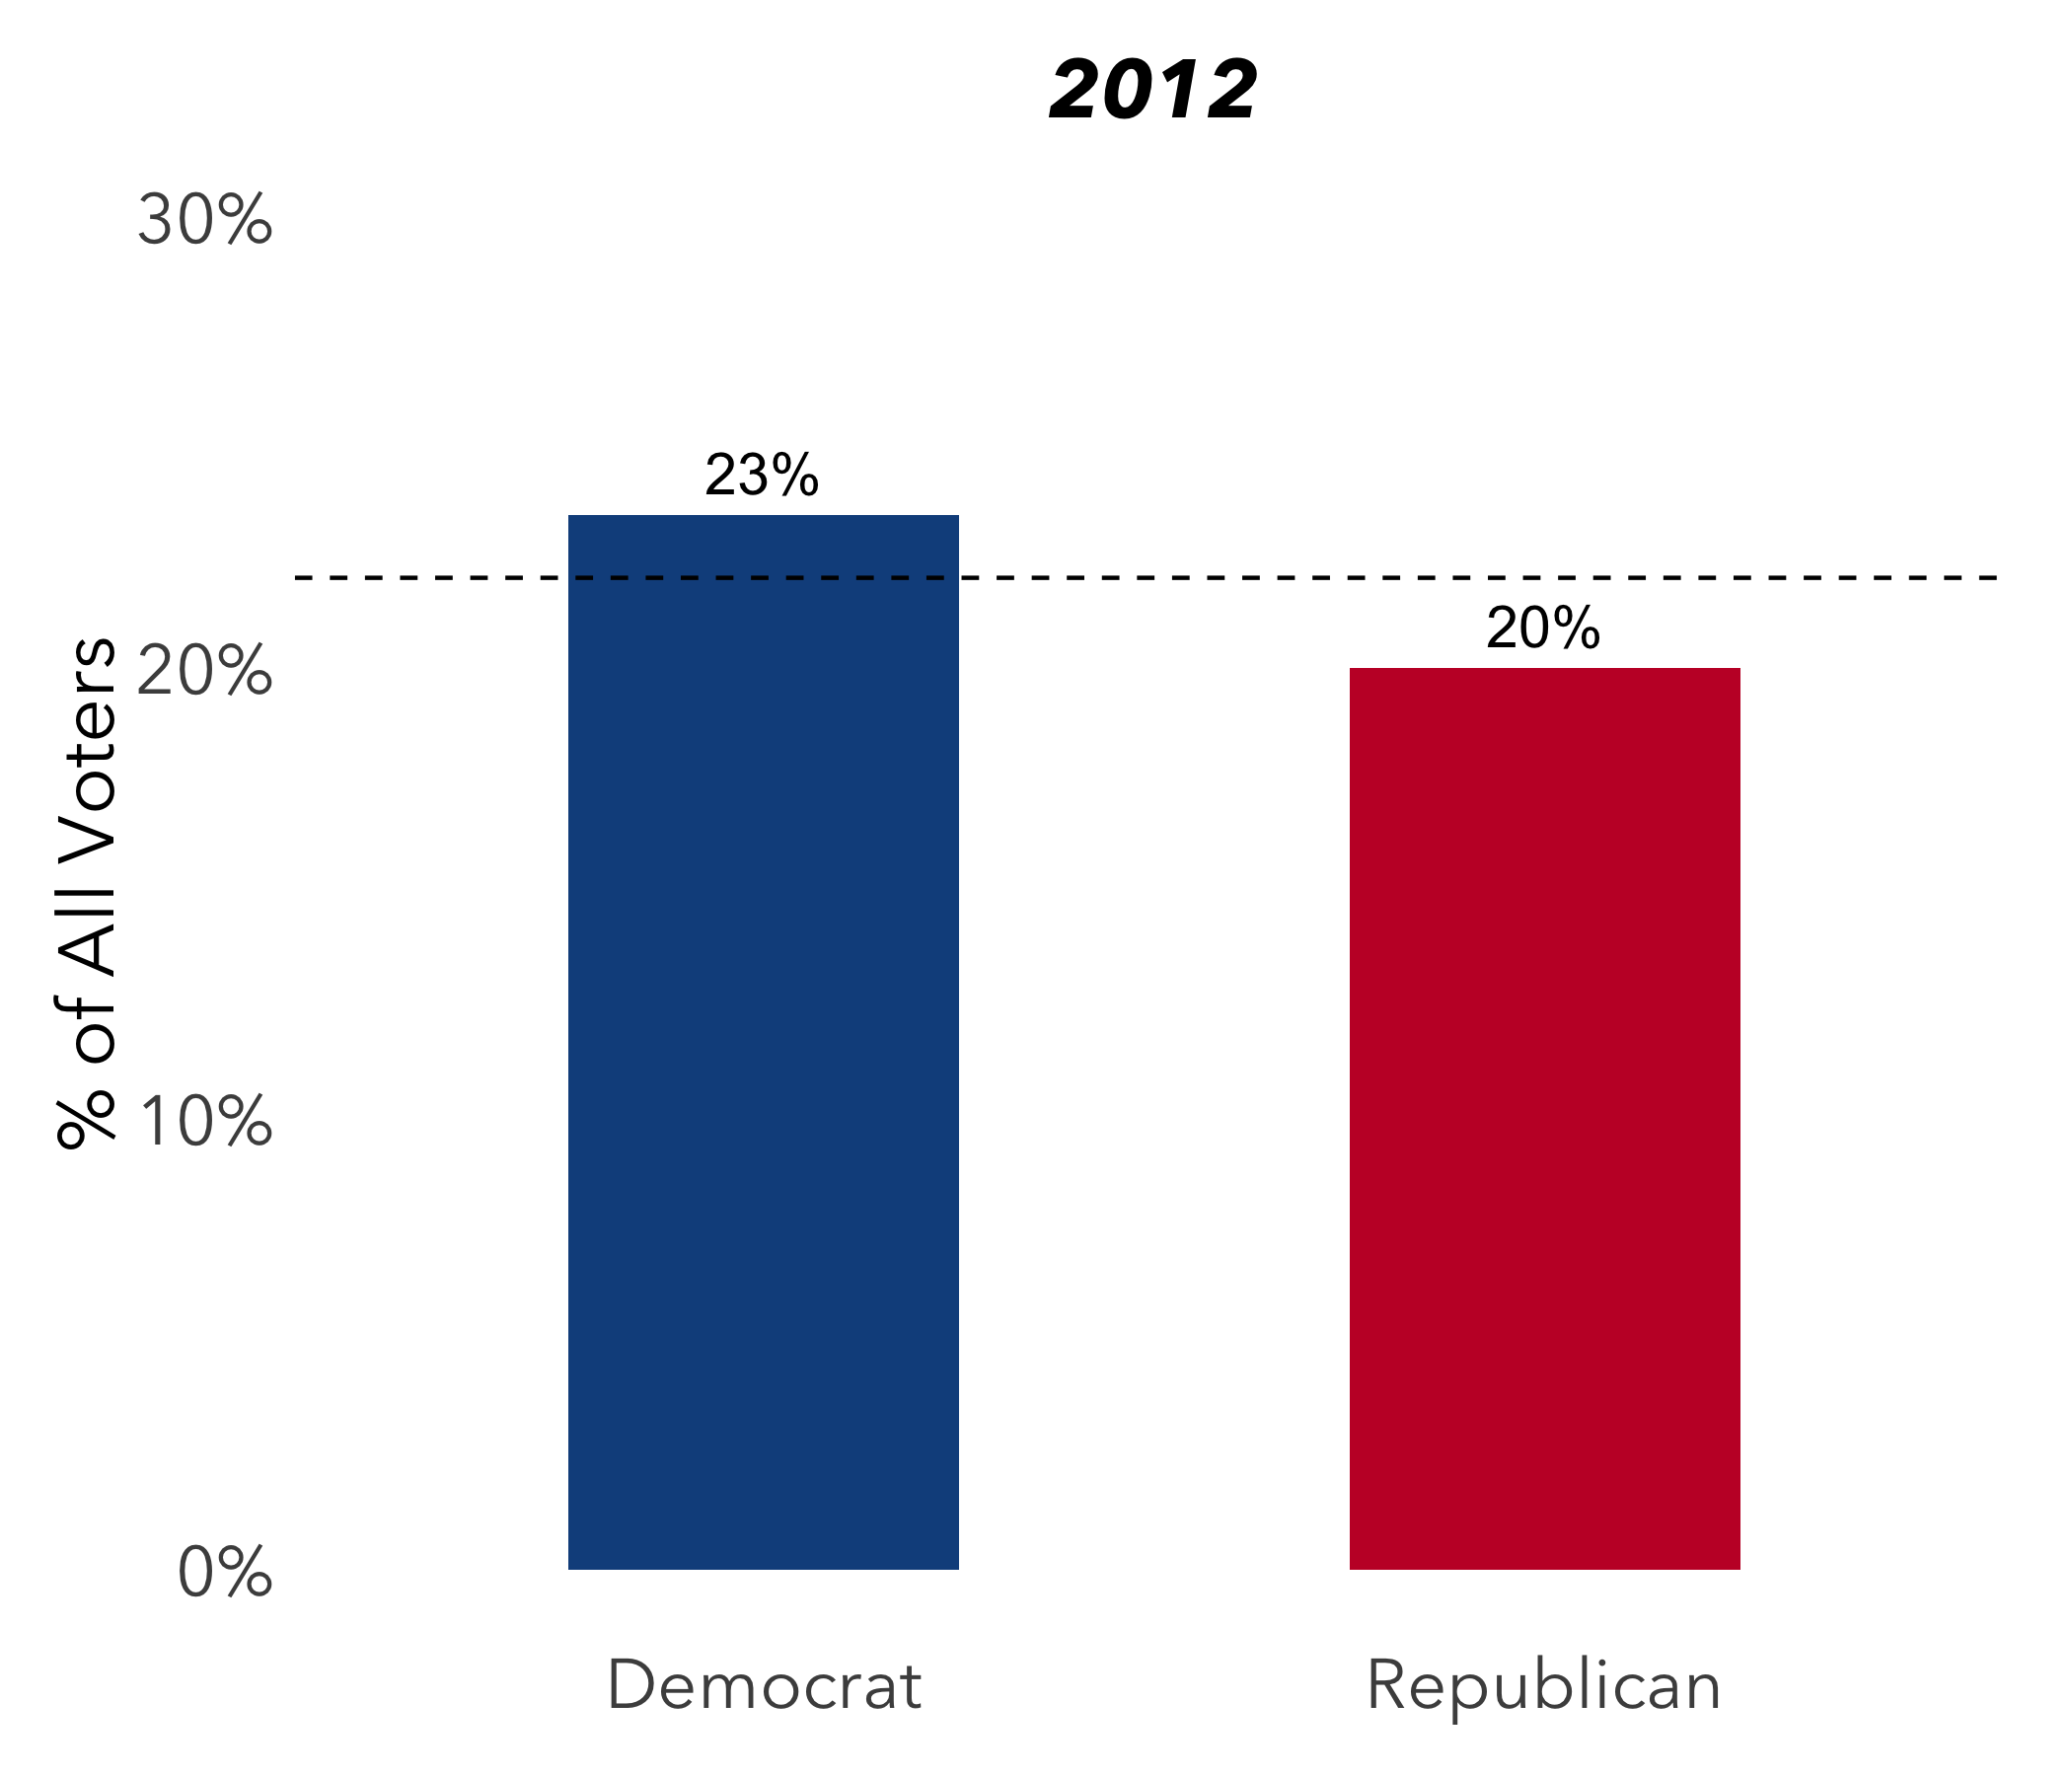 2012
30%
20%
10%
0%
% of All Voters
23%
20%
Democrat
Republican